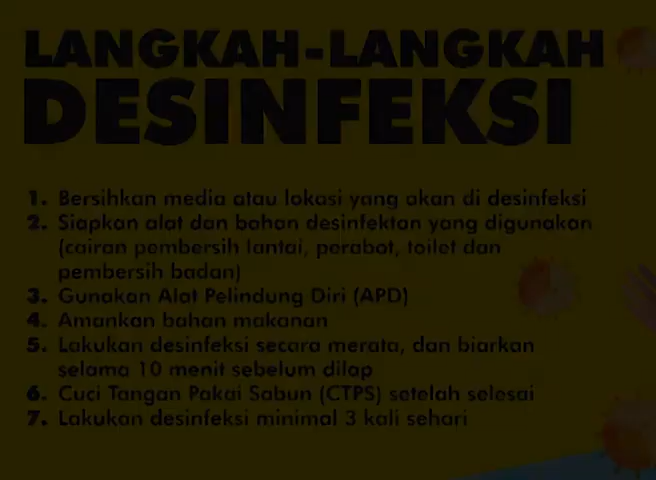 LANGKAH-LANGKAH
DESINFEKSI
1. Bersihkan media atau lokasi yang akan di desinfeksi
2. Siapkan alat dan bahan desinfektan yang digunakan
(cairan pembersih lantai, perabot, toilet dan
pembersih badan)
3. Gunakan Alat Pelindung Diri (APD)
4. Amankan bahan makanan
5. Lakukan desinfeksi secara merata, dan biarkan
selama 10 menit sebelum dilap
6. Cuci Tangan Pakai Sabun (CTPS) setelah selesai
7. Lakukan desinfeksi minimal 3 kali sehari